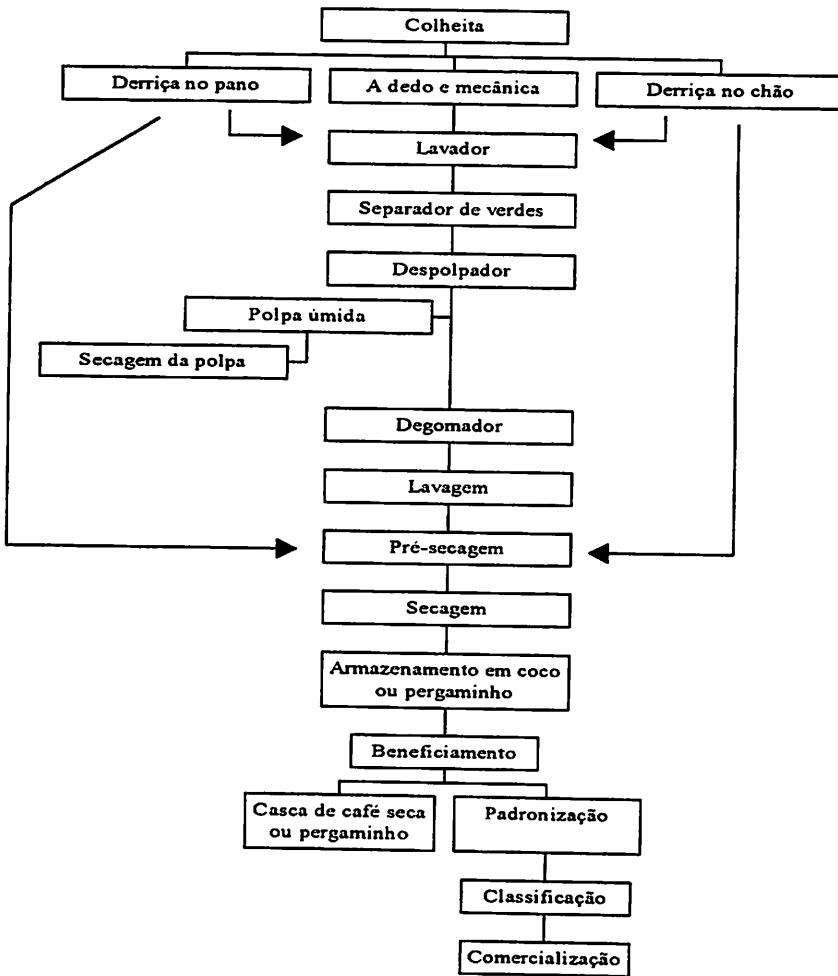 Colheita
Derriça no pano
A dedo e mecânica
Derriça no chão
Lavador
Separador de verdes
Despolpador
Polpa úmida
Secagem da polpa
Degomador
Lavagem
Pré-secagem
Secagem
Armazenamento em coco
ou pergaminho
Beneficiamento
Casca de café seca
ou pergaminho
Padronização
Classificação
Comercialização